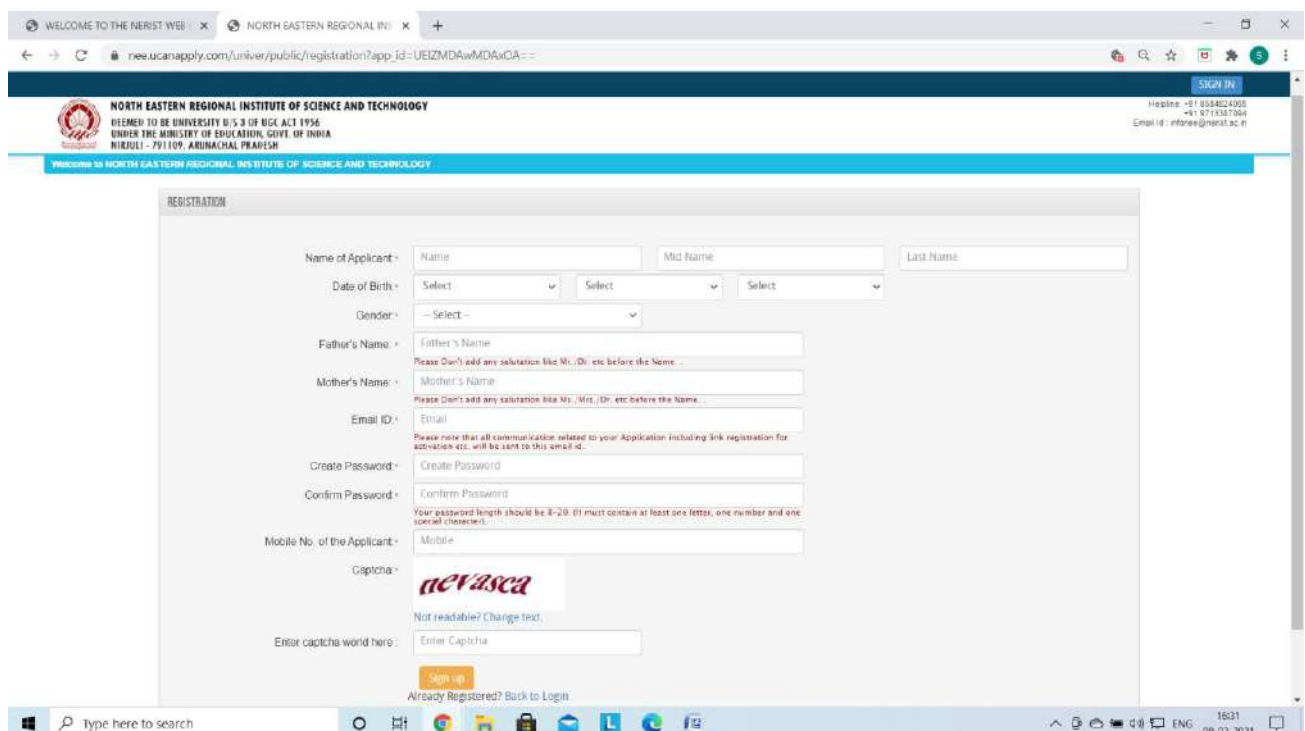 WELCOME TO THE NERIST WEB
NORTH EASTERN REGIONAL INS
nee.ucanapply.com/univer/public/registration?app_id=UEIZMDAwMDAxOA==
S
SIGN IN
NORTH EASTERN REGIONAL INSTITUTE OF SCIENCE AND TECHNOLOGY
DEEMED TO BE UNIVERSITY U/S 3 OF UGC ACT 1956
UNDER THE MINISTRY OF EDUCATION, GOVT. OF INDIA
NIRJULI - 791109, ARUNACHAL PRADESH
Helpline
Email Id :
Welcome to NORTH EASTERN REGIONAL INSTITUTE OF SCIENCE AND TECHNOLOGY
REGISTRATION
Name of Applicant:* Name Mid Name Last Name
Date of Birth:* Select Select Select
Gender:* -- Select --
Father's Name: * Father's Name
Please Don't add any salutation like Mr./Dr. etc before the Name. .
Mother's Name: * Mother's Name
Please Don't add any salutation like Ms./Mrs./Dr. etc before the Name. .
Email ID:* Email
Please note that all communication related to your Application including link registration for
activation etc. will be sent to this email id.
Create Password:* Create Password
Confirm Password:* Confirm Password
Your password length should be 8-20. (It must contain at least one letter, one number and one
special character).
Mobile No. of the Applicant:* Mobile
Captcha:* nevasca
Not readable? Change text.
Enter captcha world here : Enter Captcha
Sign up
Already Registered? Back to Login
Type here to search
ENG
16:31